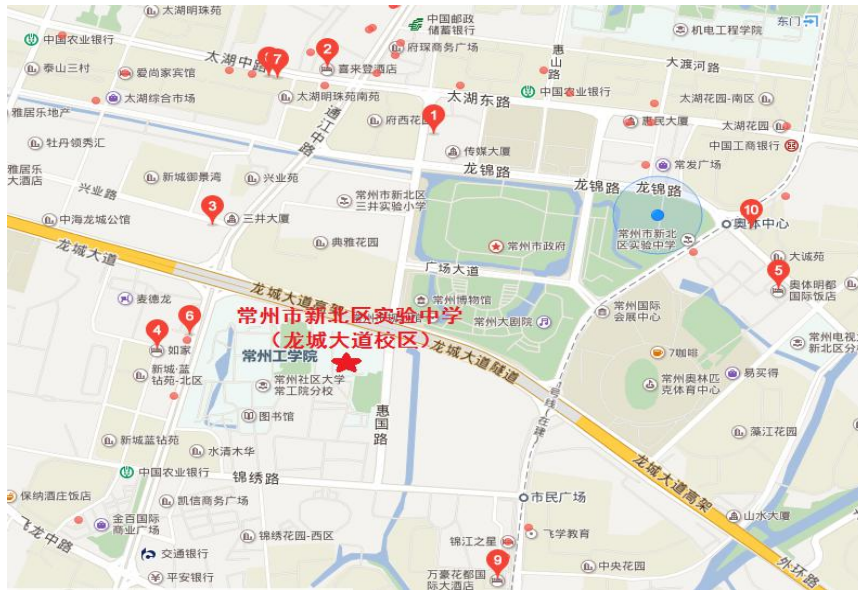 太湖明珠苑
中国邮政
储蓄银行
东门
机电工程学院
中国农业银行
太湖中路
2
喜来登酒店
府琛商务广场
惠山路
大渡河路
泰山三村
爱尚家宾馆
7
太湖综合市场
太湖明珠苑南苑
太湖东路
中国农业银行
太湖花园-南区
雅居乐地产
通江中路
府西花园
1
惠民大厦
太湖花园
牡丹领秀汇
传媒大厦
中国工商银行
雅居乐
大酒店
新城御景湾
兴业苑
龙锦路
常发广场
兴业路
常州市新北区
三井实验小学
龙锦路
龙锦路
3
三井大厦
10
中海龙城公馆
常州市新北
区实验中学
奥体中心
龙城大道
典雅花园
常州市政府
大诚苑
广场大道
5
奥体明都
国际饭店
麦德龙
龙城大道高架
常州博物馆
常州国际
会展中心
6
常州市新北区实验中学
(龙城大道校区)
常州大剧院
4
如家
常州工学院
龙城大道隧道
7咖啡
常州电视大
新北区分
新城·蓝
钻苑-北区
常州社区大学
常工院分校
常州奥林匹
克体育中心
易买得
图书馆
惠国路
1号线(在建)
新城蓝钻苑
水清木华
藻江花园
中国农业银行
锦绣路
龙城大道高架
保纳酒庄饭店
凯信商务广场
市民广场
金百国际
商业广场
山水大厦
飞龙中路
锦绣花园-西区
锦江之星
飞学教育
交通银行
9
外环路
平安银行
万豪花都国
际大酒店
中央花园